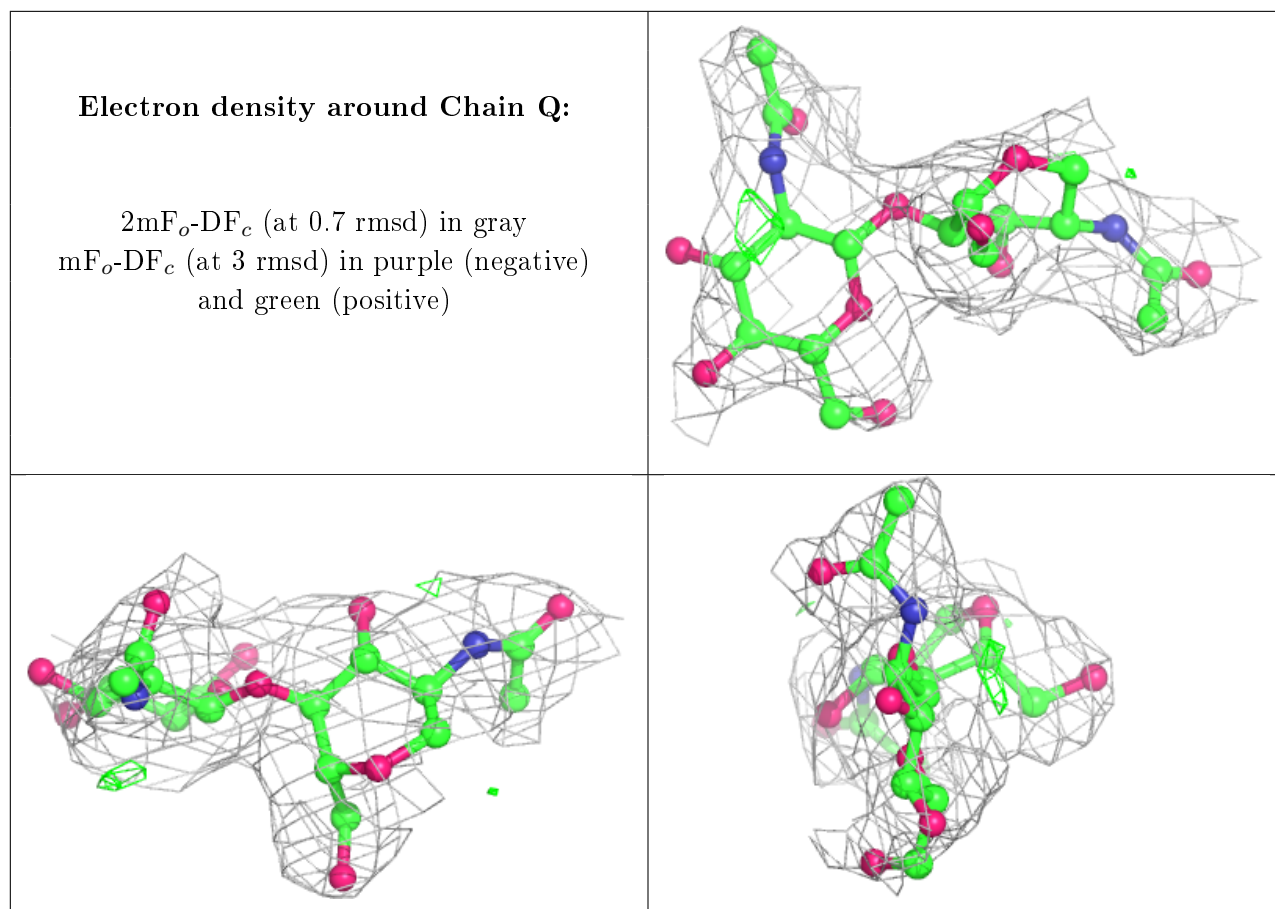 Electron density around Chain Q:
2mFo-DFc (at 0.7 rmsd) in gray
mFo-DFc (at 3 rmsd) in purple (negative)
and green (positive)